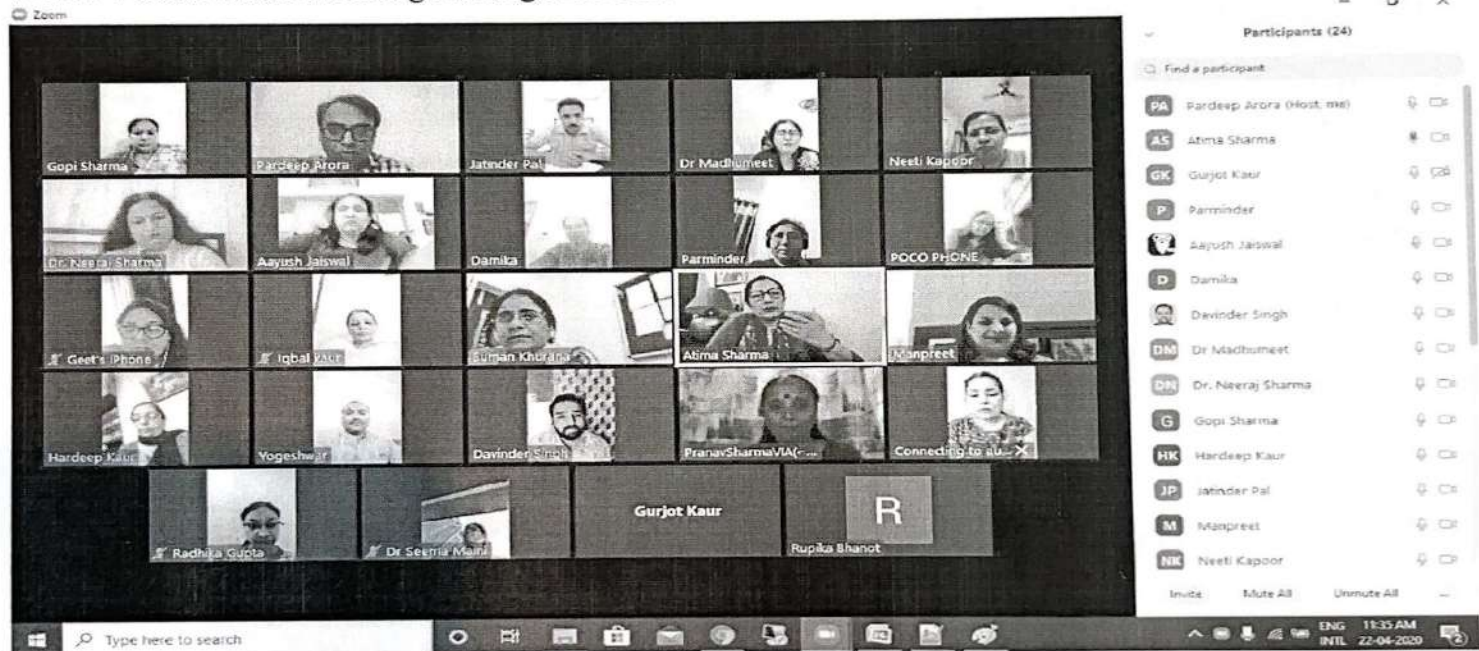 Zoom
Participants (24)
Find a participant
Gopi Sharma
Pardeep Arora
Jatinder Pal
Dr Madhumeet
Neeti Kapoor
Dr. Neeraj Sharma
Aayush Jaiswal
Damika
Parminder
POCO PHONE
Geet's iPhone
Iqbal kaur
Suman Khurana
Atima Sharma
Manpreet
Hardeep Kaur
Yogeshwar
Davinder Singh
PranavSharmaVIA(-...
Connecting to au... X
Radhika Gupta
Dr Seema Maini
Gurjot Kaur
R
Rupika Bhanot
PA Pardeep Arora (Host, me)
AS Atima Sharma
GK Gurjot Kaur
P Parminder
Aayush Jaiswal
D Damika
Davinder Singh
DM Dr Madhumeet
DN Dr. Neeraj Sharma
G Gopi Sharma
HK Hardeep Kaur
JP Jatinder Pal
M Manpreet
NK Neeti Kapoor
Invite Mute All Unmute All ...
Type here to search
ENG 11:35 AM
INTL 22-04-2020
2